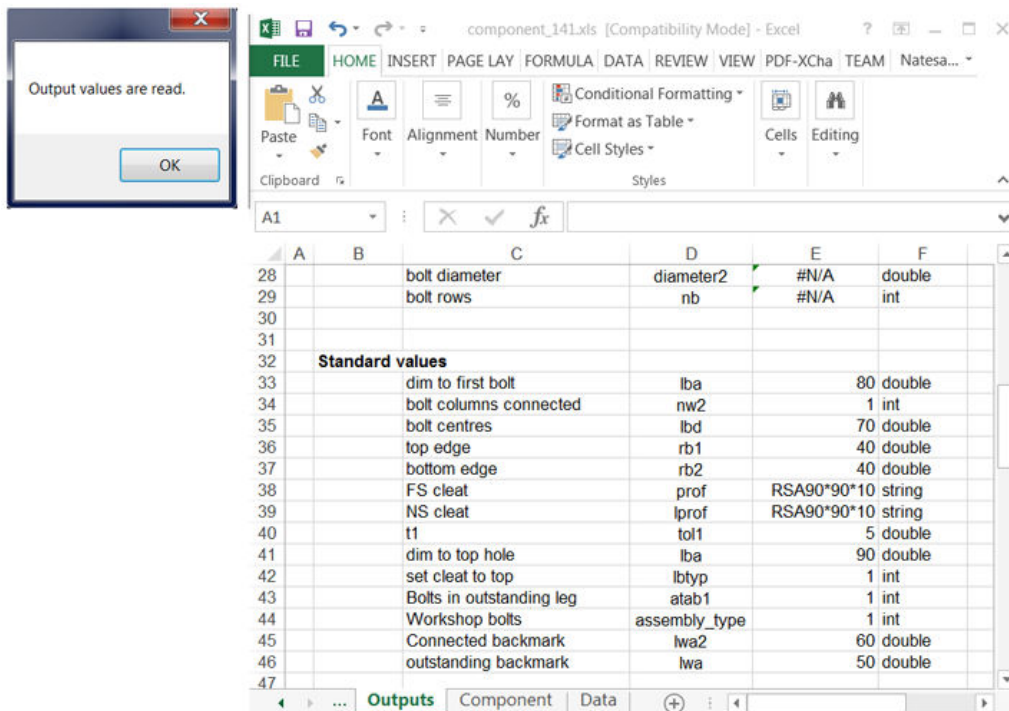 Output values are read.
OK
component_141.xls [Compatibility Mode] - Excel
?
FILE HOME INSERT PAGE LAY FORMULA DATA REVIEW VIEW PDF-XCha TEAM Natesa...
Paste
Font
Alignment
%
Number
Conditional Formatting
Format as Table
Cell Styles
Cells
Editing
Clipboard
Styles
A1
fx
A B C D E F
28 bolt diameter diameter2 #N/A double
29 bolt rows nb #N/A int
30
31
32 Standard values
33 dim to first bolt lba 80 double
34 bolt columns connected nw2 1 int
35 bolt centres lbd 70 double
36 top edge rb1 40 double
37 bottom edge rb2 40 double
38 FS cleat prof RSA90*90*10 string
39 NS cleat lprof RSA90*90*10 string
40 t1 tol1 5 double
41 dim to top hole lba 90 double
42 set cleat to top lbtyp 1 int
43 Bolts in outstanding leg atab1 1 int
44 Workshop bolts assembly_type 1 int
45 Connected backmark lwa2 60 double
46 outstanding backmark lwa 50 double
47
... Outputs Component Data